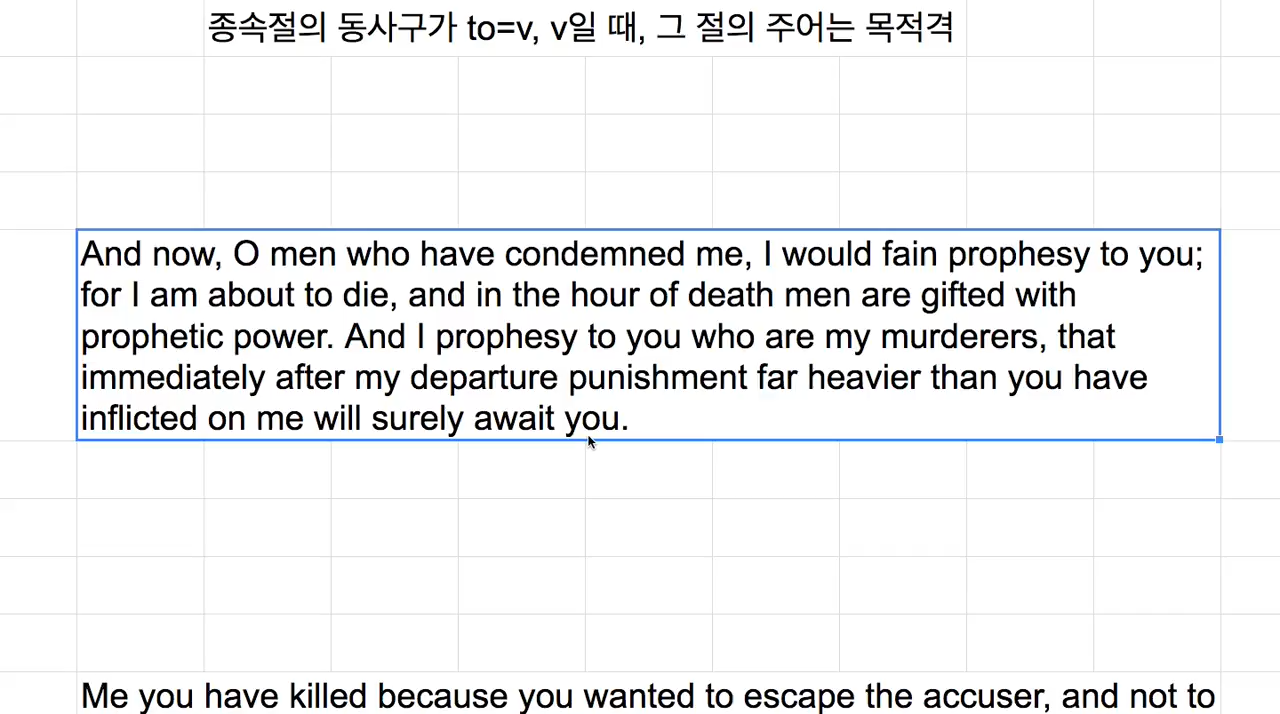 종속절의 동사구가 to=v, v일 때, 그 절의 주어는 목적격
And now, O men who have condemned me, I would fain prophesy to you;
for I am about to die, and in the hour of death men are gifted with
prophetic power. And I prophesy to you who are my murderers, that
immediately after my departure punishment far heavier than you have
inflicted on me will surely await you.
Me you have killed because you wanted to escape the accuser, and not to